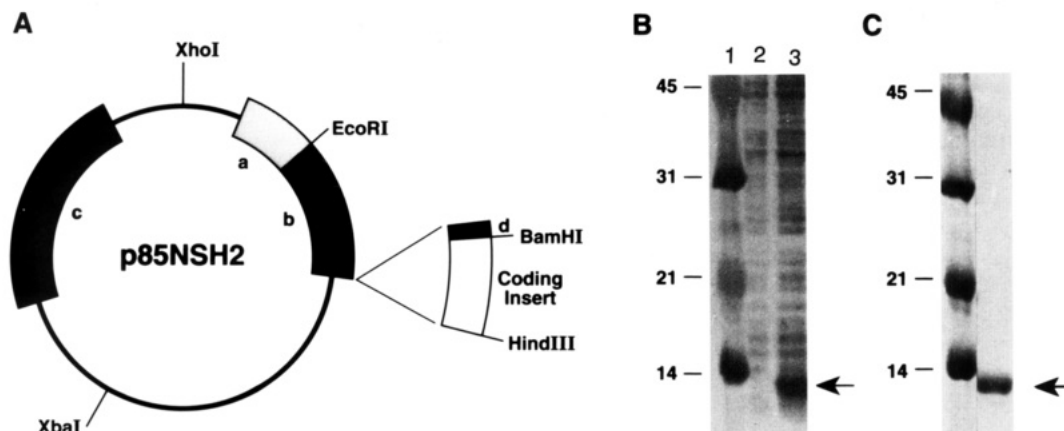 A
XhoI
EcoRI
a
c
b
p85NSH2
d
BamHI
Coding
Insert
HindIII
XbaI
B
1 2 3
45
31
21
14
C
45
31
21
14